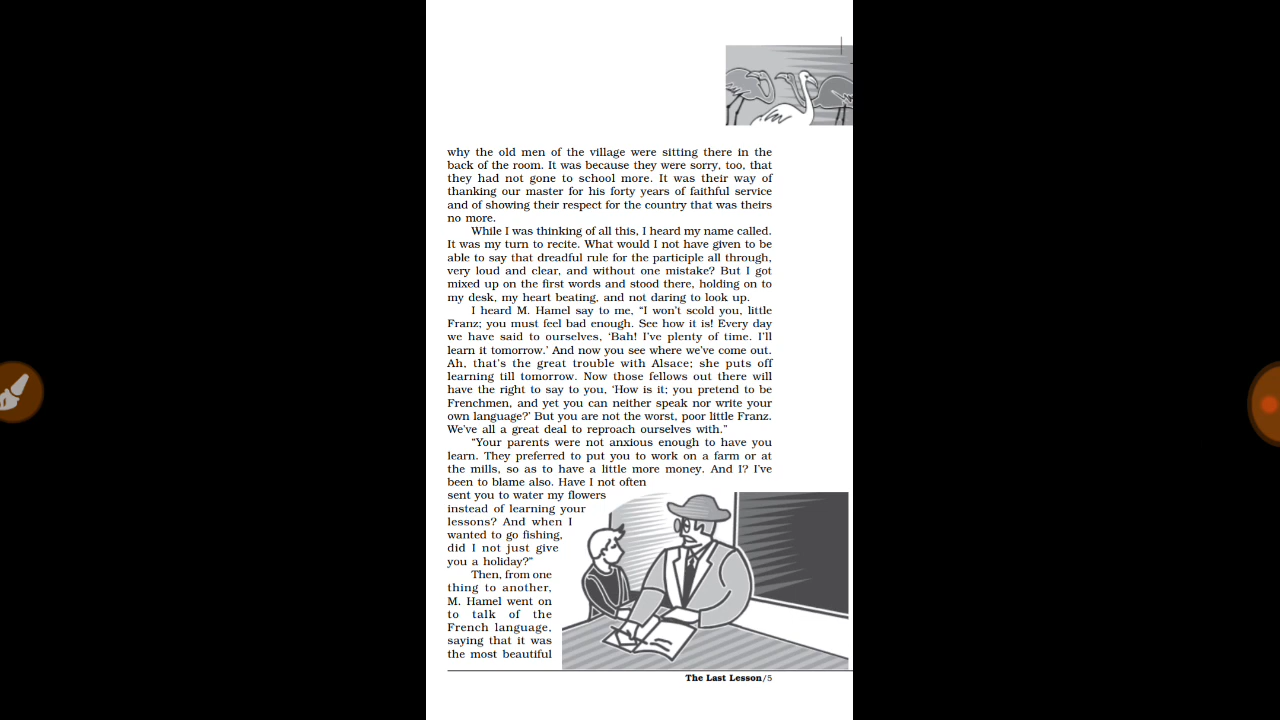 why the old men of the village were sitting there in the
back of the room. It was because they were sorry, too, that
they had not gone to school more. It was their way of
thanking our master for his forty years of faithful service
and of showing their respect for the country that was theirs
no more.
While I was thinking of all this, I heard my name called.
It was my turn to recite. What would I not have given to be
able to say that dreadful rule for the participle all through,
very loud and clear, and without one mistake? But I got
mixed up on the first words and stood there, holding on to
my desk, my heart beating, and not daring to look up.
I heard M. Hamel say to me, “I won’t scold you, little
Franz; you must feel bad enough. See how it is! Every day
we have said to ourselves, ‘Bah! I’ve plenty of time. I’ll
learn it tomorrow.’ And now you see where we’ve come out.
Ah, that’s the great trouble with Alsace; she puts off
learning till tomorrow. Now those fellows out there will
have the right to say to you, ‘How is it; you pretend to be
Frenchmen, and yet you can neither speak nor write your
own language?’ But you are not the worst, poor little Franz.
We’ve all a great deal to reproach ourselves with.”
“Your parents were not anxious enough to have you
learn. They preferred to put you to work on a farm or at
the mills, so as to have a little more money. And I? I’ve
been to blame also. Have I not often
sent you to water my flowers
instead of learning your
lessons? And when I
wanted to go fishing,
did I not just give
you a holiday?”
Then, from one
thing to another,
M. Hamel went on
to talk of the
French language,
saying that it was
the most beautiful
The Last Lesson/5